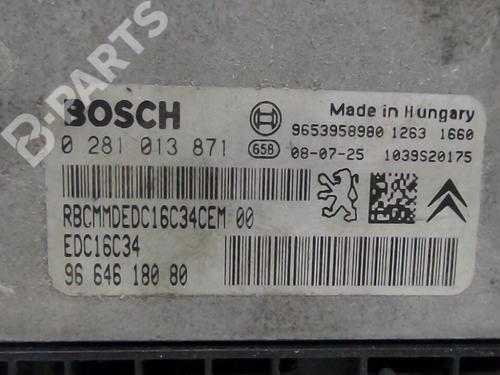 B-PARTS
BOSCH
Made in Hungary
9653958980 1263 1660
0 281 013 871
658
08-07-25 1039S20175
RBCMMDEDC16C34CEM 00
EDC16C34
96 646 180 80